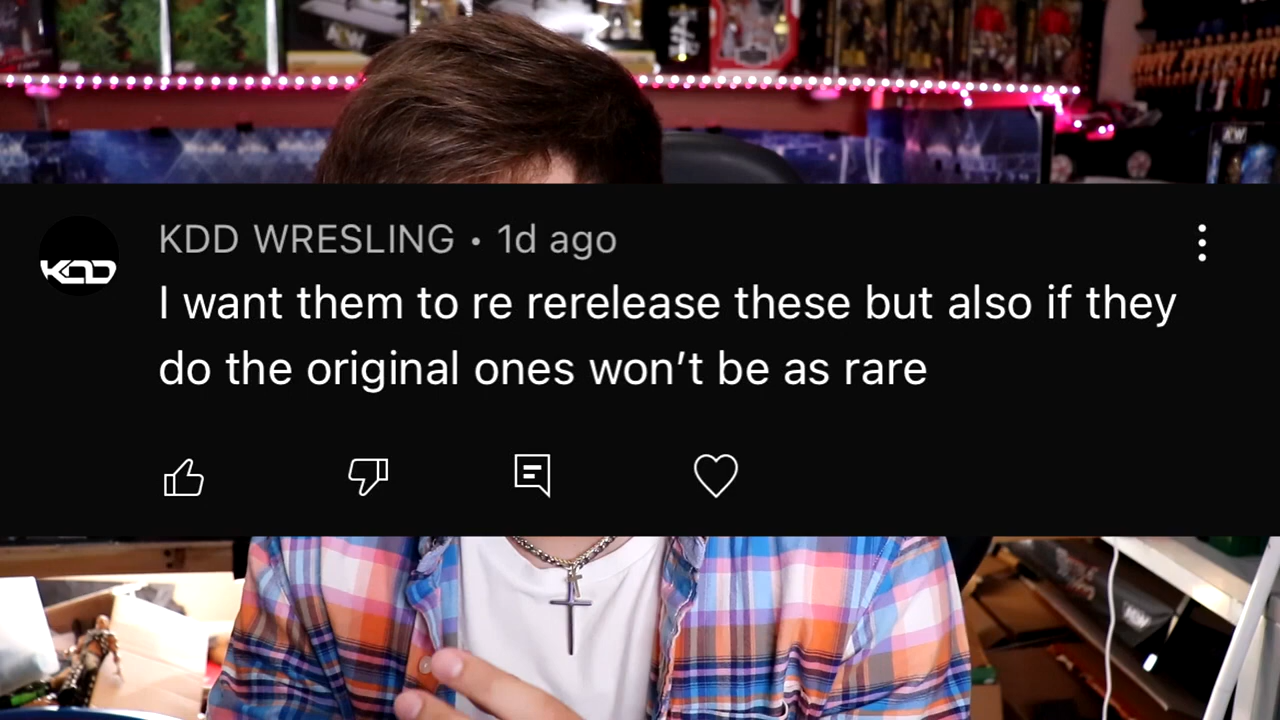 KDD WRESLING • 1d ago
KDD
I want them to re rerelease these but also if they
do the original ones won't be as rare